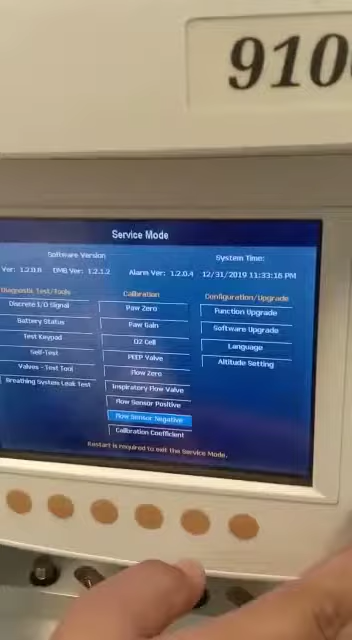 910
Service Mode
Software Version
System Time:
Ver: 1.2.0.0 DMB Ver: 1.2.1.2 Alarm Ver: 1.2.0.4 12/31/2019 11:33:16 PM
Diagnostic Test/Tools
Discrete I/O Signal
Battery Status
Test Keypad
Self-Test
Valves - Test Tool
Breathing System Leak Test
Calibration
Paw Zero
Paw Gain
O2 Cell
PEEP Valve
Flow Zero
Inspiratory Flow Valve
Flow Sensor Positive
Flow Sensor Negative
Calibration Coefficient
Configuration/Upgrade
Function Upgrade
Software Upgrade
Language
Altitude Setting
Restart is required to exit the Service Mode.